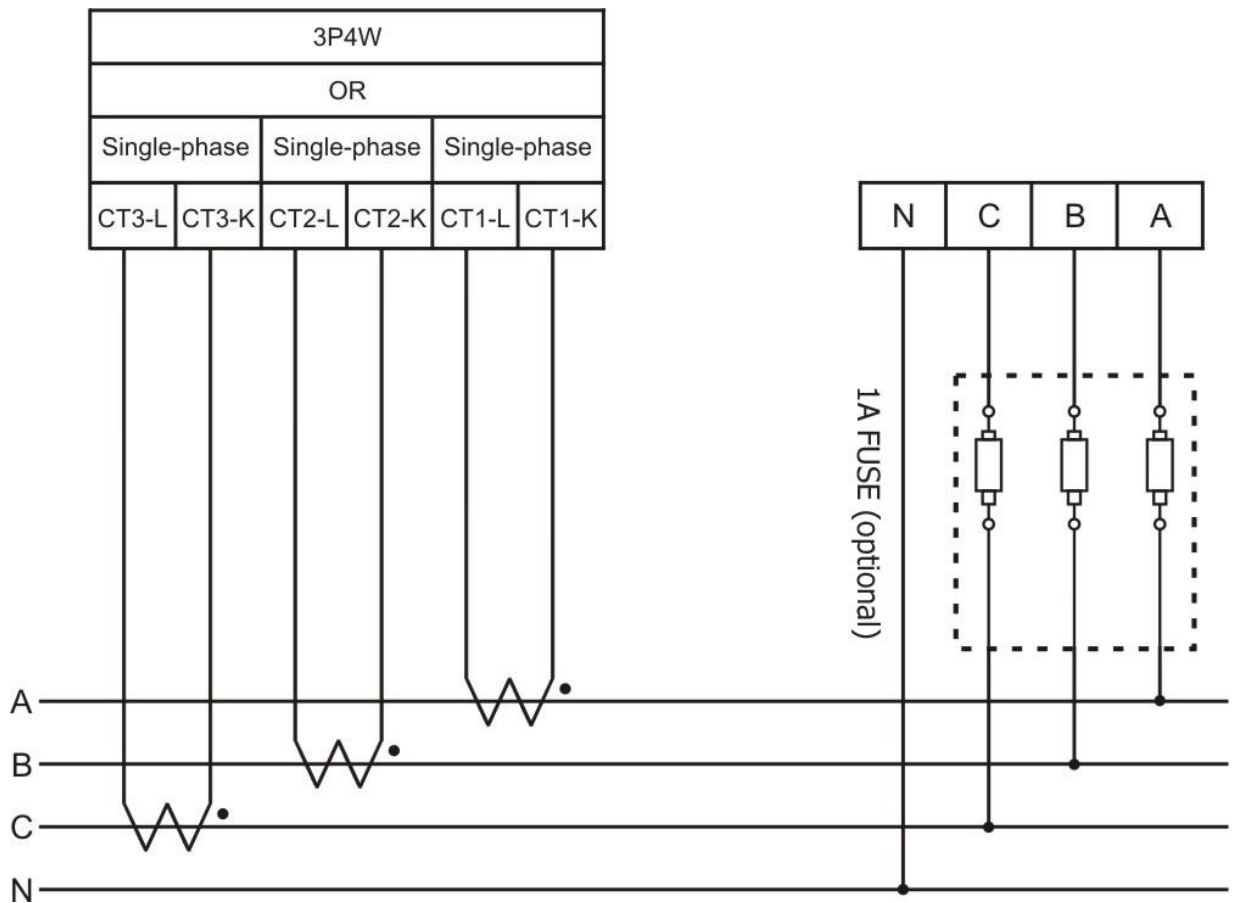 3P4W
OR
Single-phase Single-phase Single-phase
CT3-L CT3-K CT2-L CT2-K CT1-L CT1-K
N C B A
1A FUSE (optional)
A
B
C
N